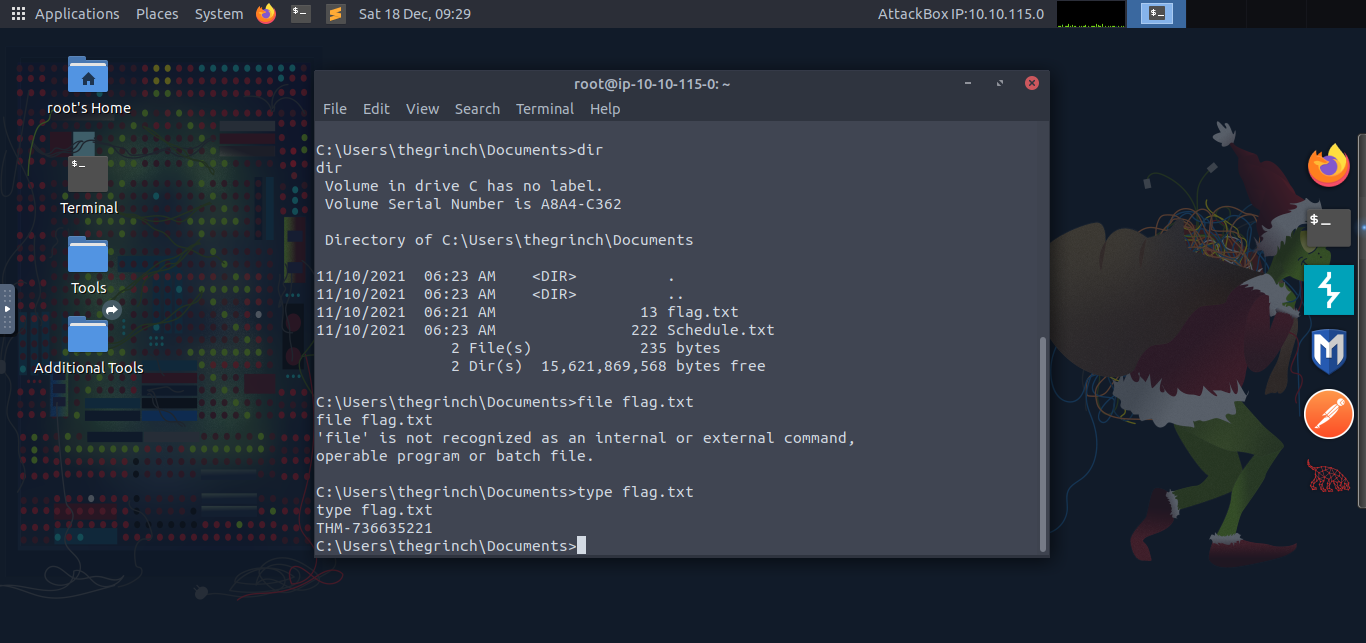 Applications Places System Sat 18 Dec, 09:29 AttackBox IP:10.10.115.0
root's Home
Terminal
Tools
Additional Tools
root@ip-10-10-115-0: ~
File Edit View Search Terminal Help
C:\Users\thegrinch\Documents>dir
dir
 Volume in drive C has no label.
 Volume Serial Number is A8A4-C362
 Directory of C:\Users\thegrinch\Documents
11/10/2021  06:23 AM    <DIR>          .
11/10/2021  06:23 AM    <DIR>          ..
11/10/2021  06:21 AM                13 flag.txt
11/10/2021  06:23 AM               222 Schedule.txt
               2 File(s)            235 bytes
               2 Dir(s)  15,621,869,568 bytes free
C:\Users\thegrinch\Documents>file flag.txt
file flag.txt
'file' is not recognized as an internal or external command,
operable program or batch file.
C:\Users\thegrinch\Documents>type flag.txt
type flag.txt
THM-736635221
C:\Users\thegrinch\Documents>